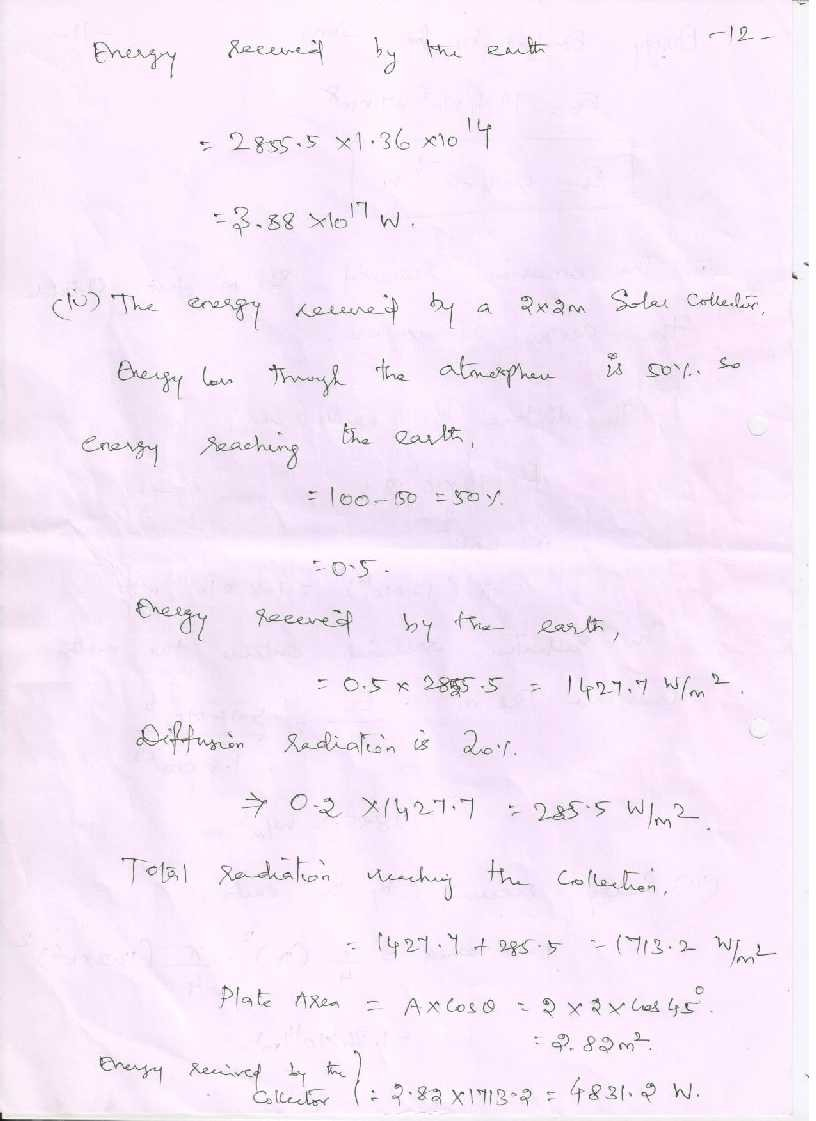 -12-
Energy received by the earth
= 2855.5 × 1.36 × 10^14
= 3.88 × 10^17 W.
(iv) The energy received by a 2×2m Solar Collector,
Energy loss through the atmosphere is 50%. so
energy reaching the earth,
= 100 - 50 = 50%.
= 0.5.
Energy received by the earth,
= 0.5 × 2855.5 = 1427.7 W/m².
Diffusion radiation is 20%.
⇒ 0.2 × 1427.7 = 285.5 W/m².
Total radiation reaching the Collection,
= 1427.7 + 285.5 = 1713.2 W/m²
Plate Area = A×Cosθ = 2 × 2 × Cos 45°.
= 2.82 m².
Energy received by the
Collector } = 2.82 × 1713.2 = 4831.2 W.